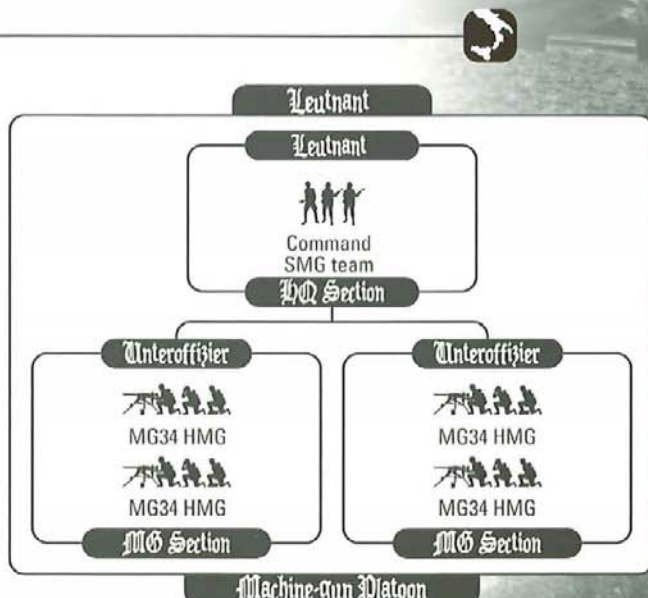 Leutnant
Leutnant
Command
SMG team
HQ Section
Unteroffizier
MG34 HMG
MG34 HMG
MG Section
Unteroffizier
MG34 HMG
MG34 HMG
MG Section
Machine-gun Platoon